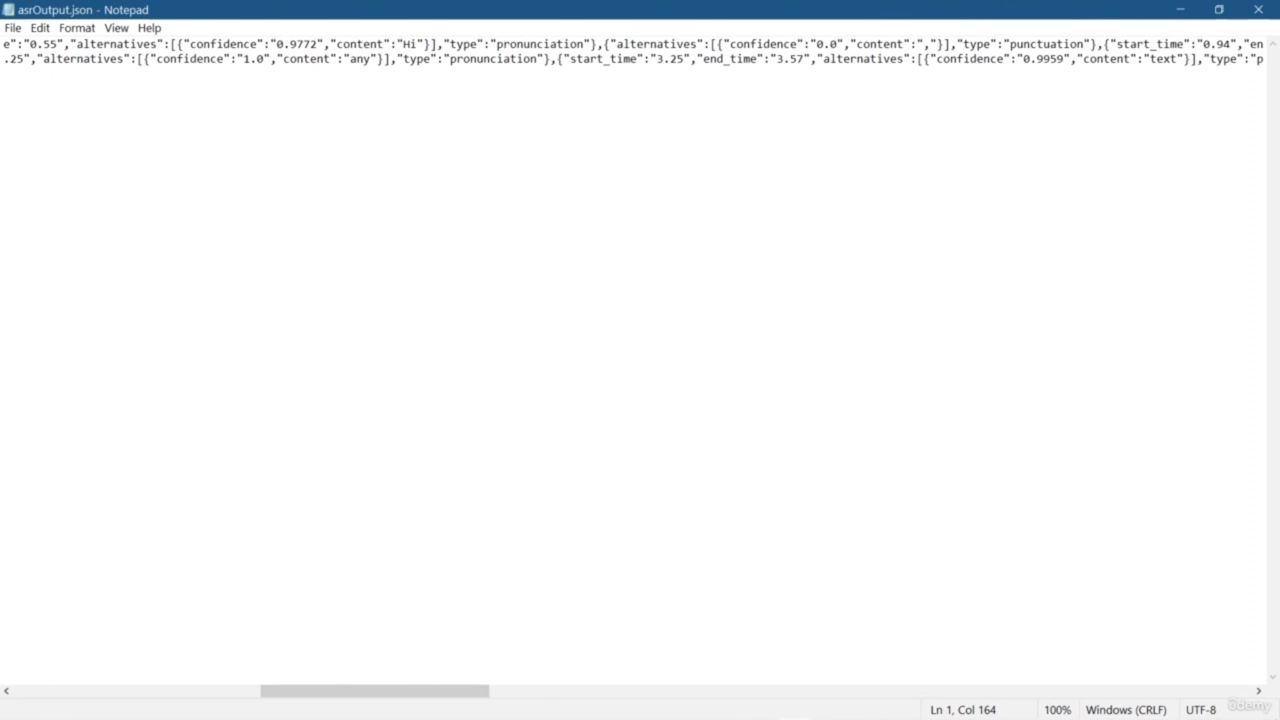 asrOutput.json - Notepad
File Edit Format View Help
e":"0.55","alternatives":[{"confidence":"0.9772","content":"Hi"}],"type":"pronunciation"},{"alternatives":[{"confidence":"0.0","content":","}],"type":"punctuation"},{"start_time":"0.94","en
.25","alternatives":[{"confidence":"1.0","content":"any"}],"type":"pronunciation"},{"start_time":"3.25","end_time":"3.57","alternatives":[{"confidence":"0.9959","content":"text"}],"type":"p
Ln 1, Col 164 100% Windows (CRLF) UTF-8 ûdemy